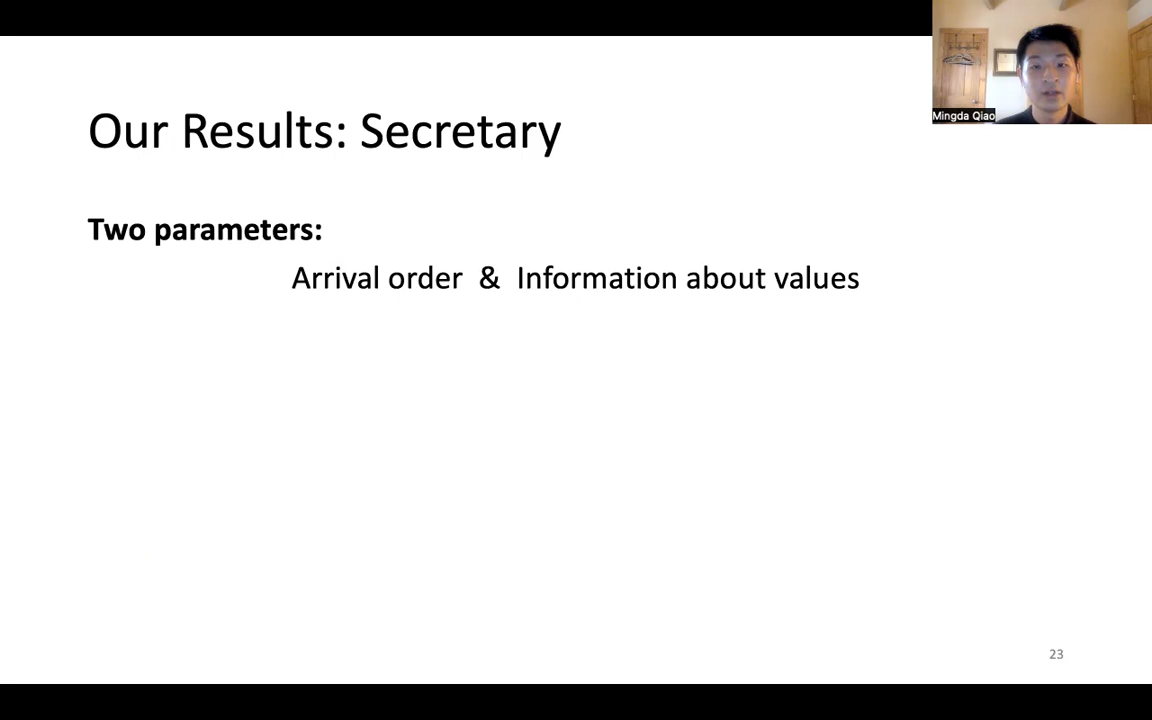 Mingda Qiao
Our Results: Secretary
Two parameters:
Arrival order & Information about values
23